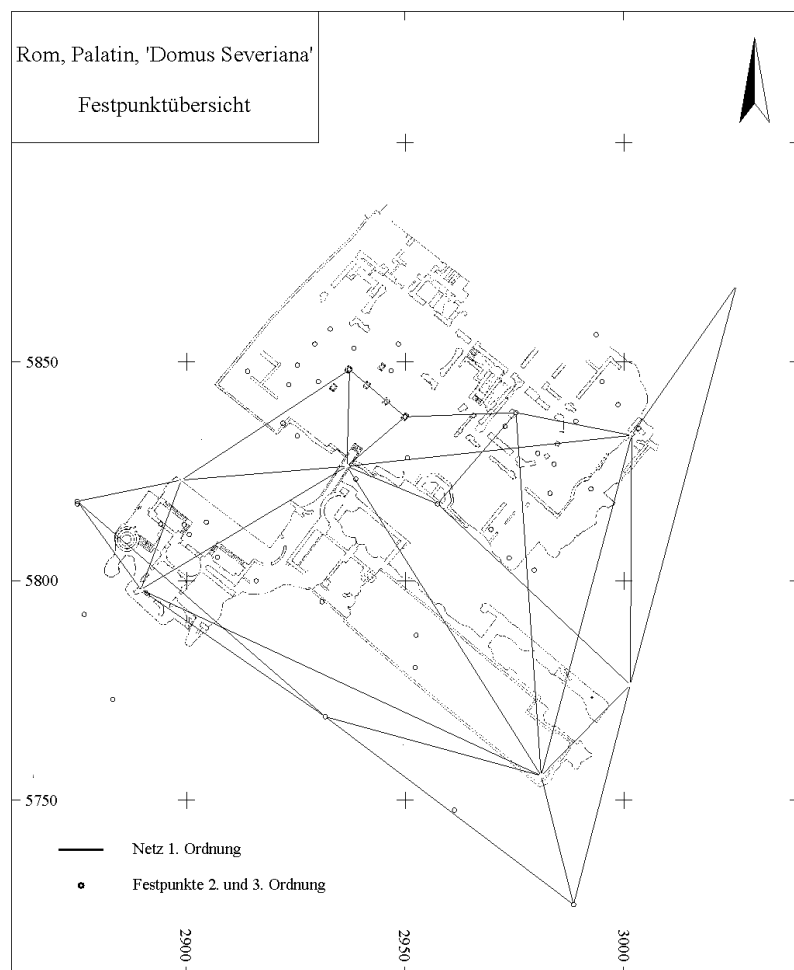 Rom, Palatin, 'Domus Severiana'
Festpunktübersicht
5850
5800
5750
Netz 1. Ordnung
Festpunkte 2. und 3. Ordnung
2900
2950
3000